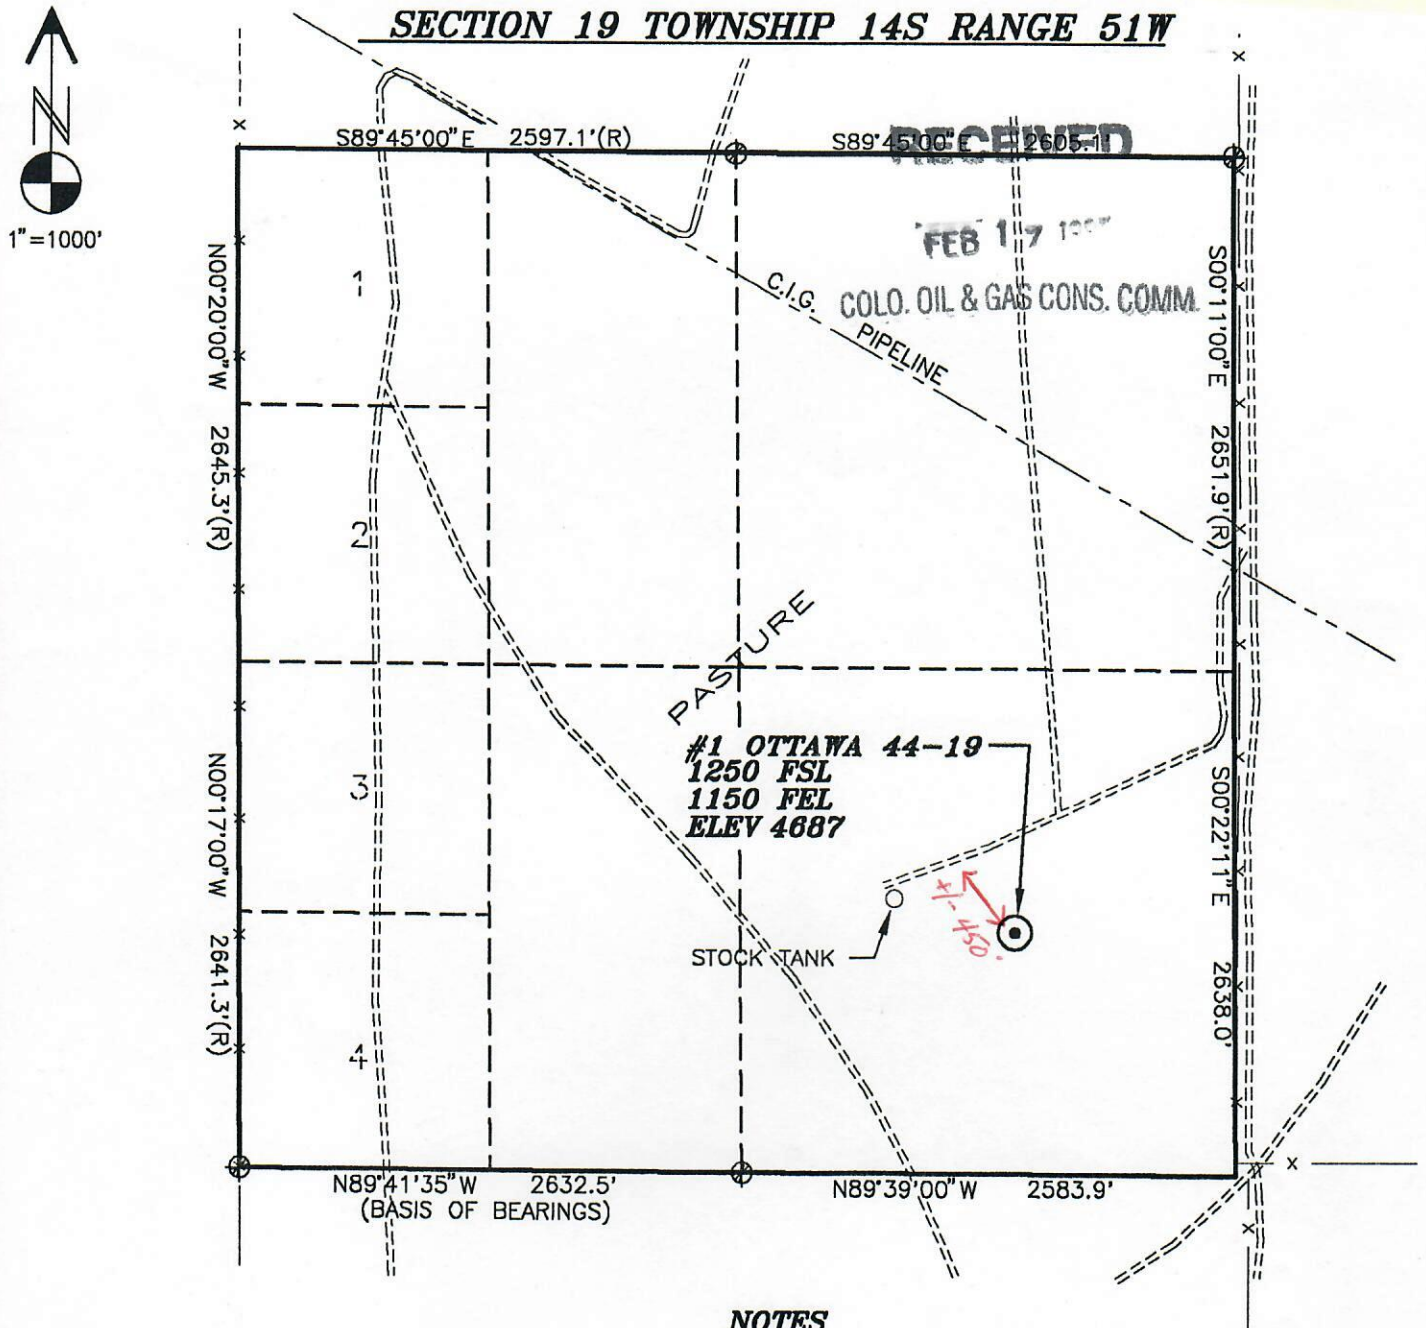 SECTION 19 TOWNSHIP 14S RANGE 51W
N
1"=1000'
S89°45'00"E 2597.1'(R)
S89°45'00"E 2605.1'
RECEIVED
FEB 17
COLO. OIL & GAS CONS. COMM.
C.I.G. PIPELINE
N00°20'00"W 2645.3'(R)
S00°11'00"E 2651.9'(R)
1
2
PASTURE
#1 OTTAWA 44-19
1250 FSL
1150 FEL
ELEV 4687
3
N00°17'00"W 2641.3'(R)
S00°22'11"E 2638.0'
+/- 450'
STOCK TANK
4
N89°41'35"W 2632.5'
(BASIS OF BEARINGS)
N89°39'00"W 2583.9'
NOTES